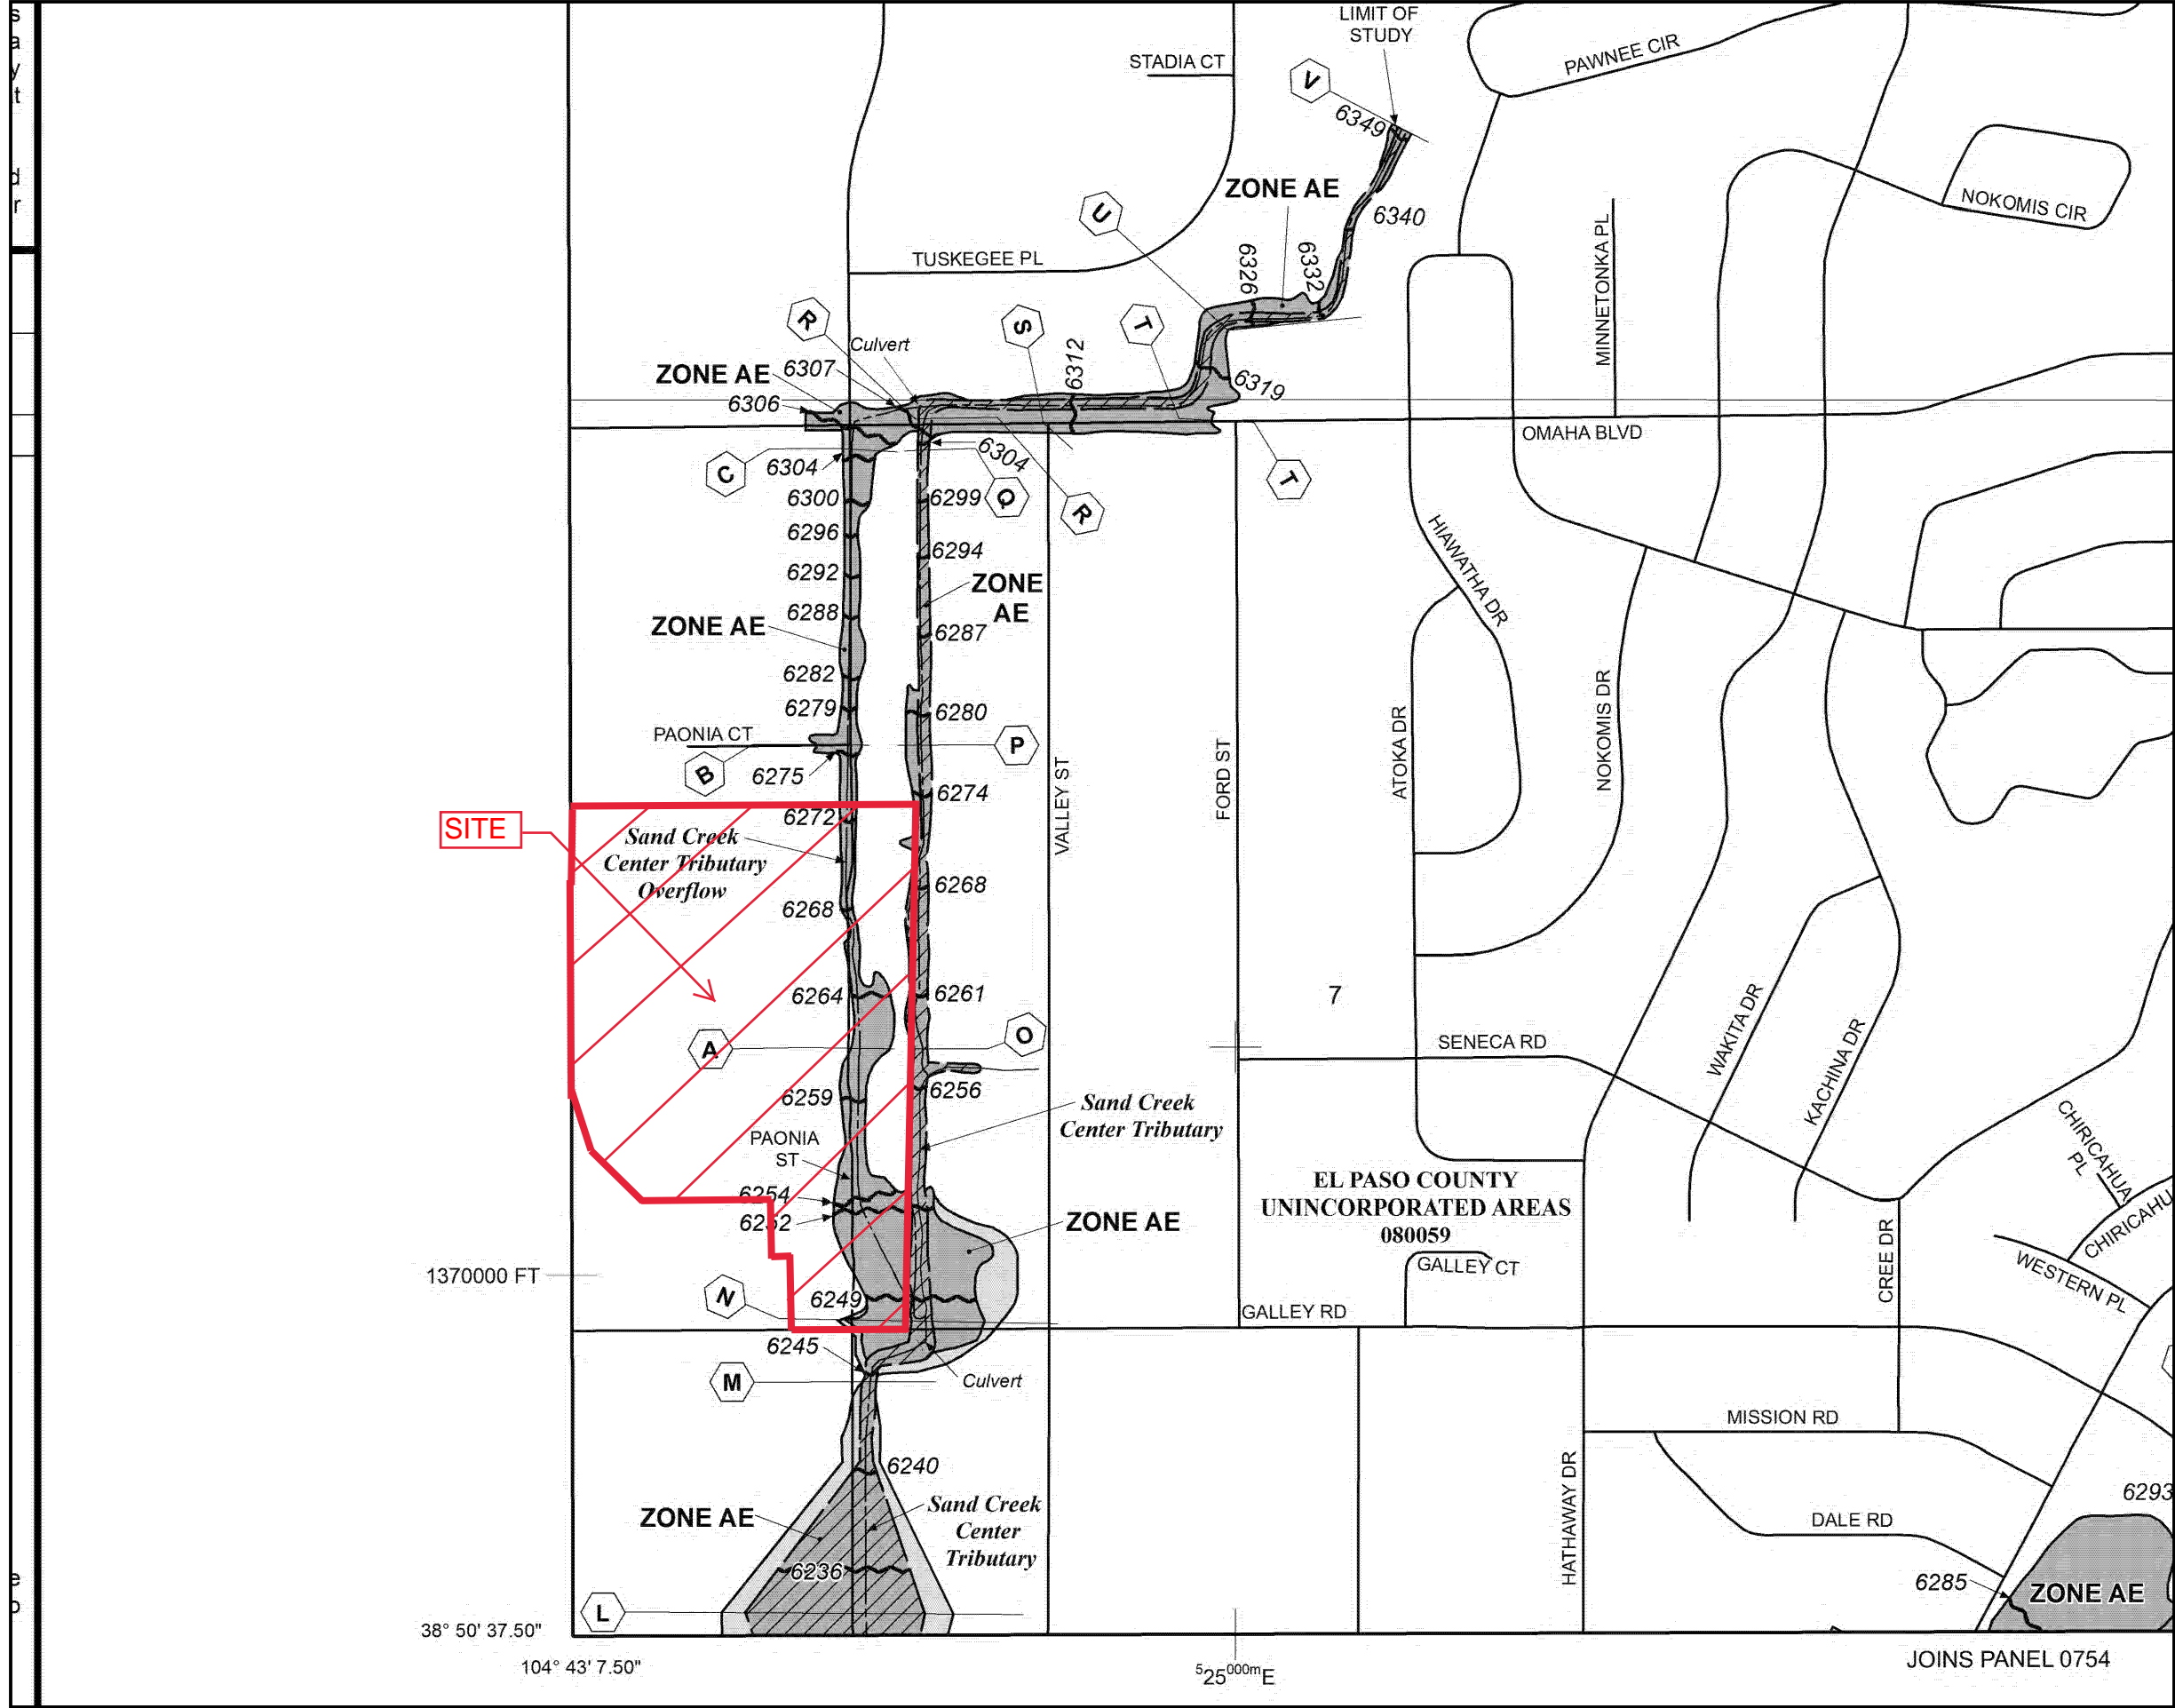 s
a
y
t
d
r
LIMIT OF
STUDY
PAWNEE CIR
STADIA CT
V
6349
ZONE AE
6340
NOKOMIS CIR
U
MINNETONKA PL
TUSKEGEE PL
6326
6332
R
S
T
Culvert
6312
ZONE AE
6307
6319
6306
OMAHA BLVD
C
6304
6304
Q
R
T
6300
6299
HIAWATHA DR
6296
6294
6292
ZONE
AE
6288
6287
ZONE AE
6282
6279
6280
PAONIA CT
P
B
6275
VALLEY ST
FORD ST
ATOKA DR
NOKOMIS DR
6274
SITE
6272
Sand Creek
Center Tributary
Overflow
6268
6268
6264
6261
7
A
O
SENECA RD
WAKITA DR
KACHINA DR
6259
6256
Sand Creek
Center Tributary
PAONIA
ST
CHIRICAHUA
PL
CHIRICAHU
EL PASO COUNTY
UNINCORPORATED AREAS
080059
6254
6252
ZONE AE
GALLEY CT
CREE DR
WESTERN PL
1370000 FT
N
6249
GALLEY RD
6245
M
Culvert
MISSION RD
6240
HATHAWAY DR
ZONE AE
Sand Creek
Center
Tributary
6293
DALE RD
6236
e
o
6285
ZONE AE
L
38° 50' 37.50"
104° 43' 7.50"
525000mE
JOINS PANEL 0754